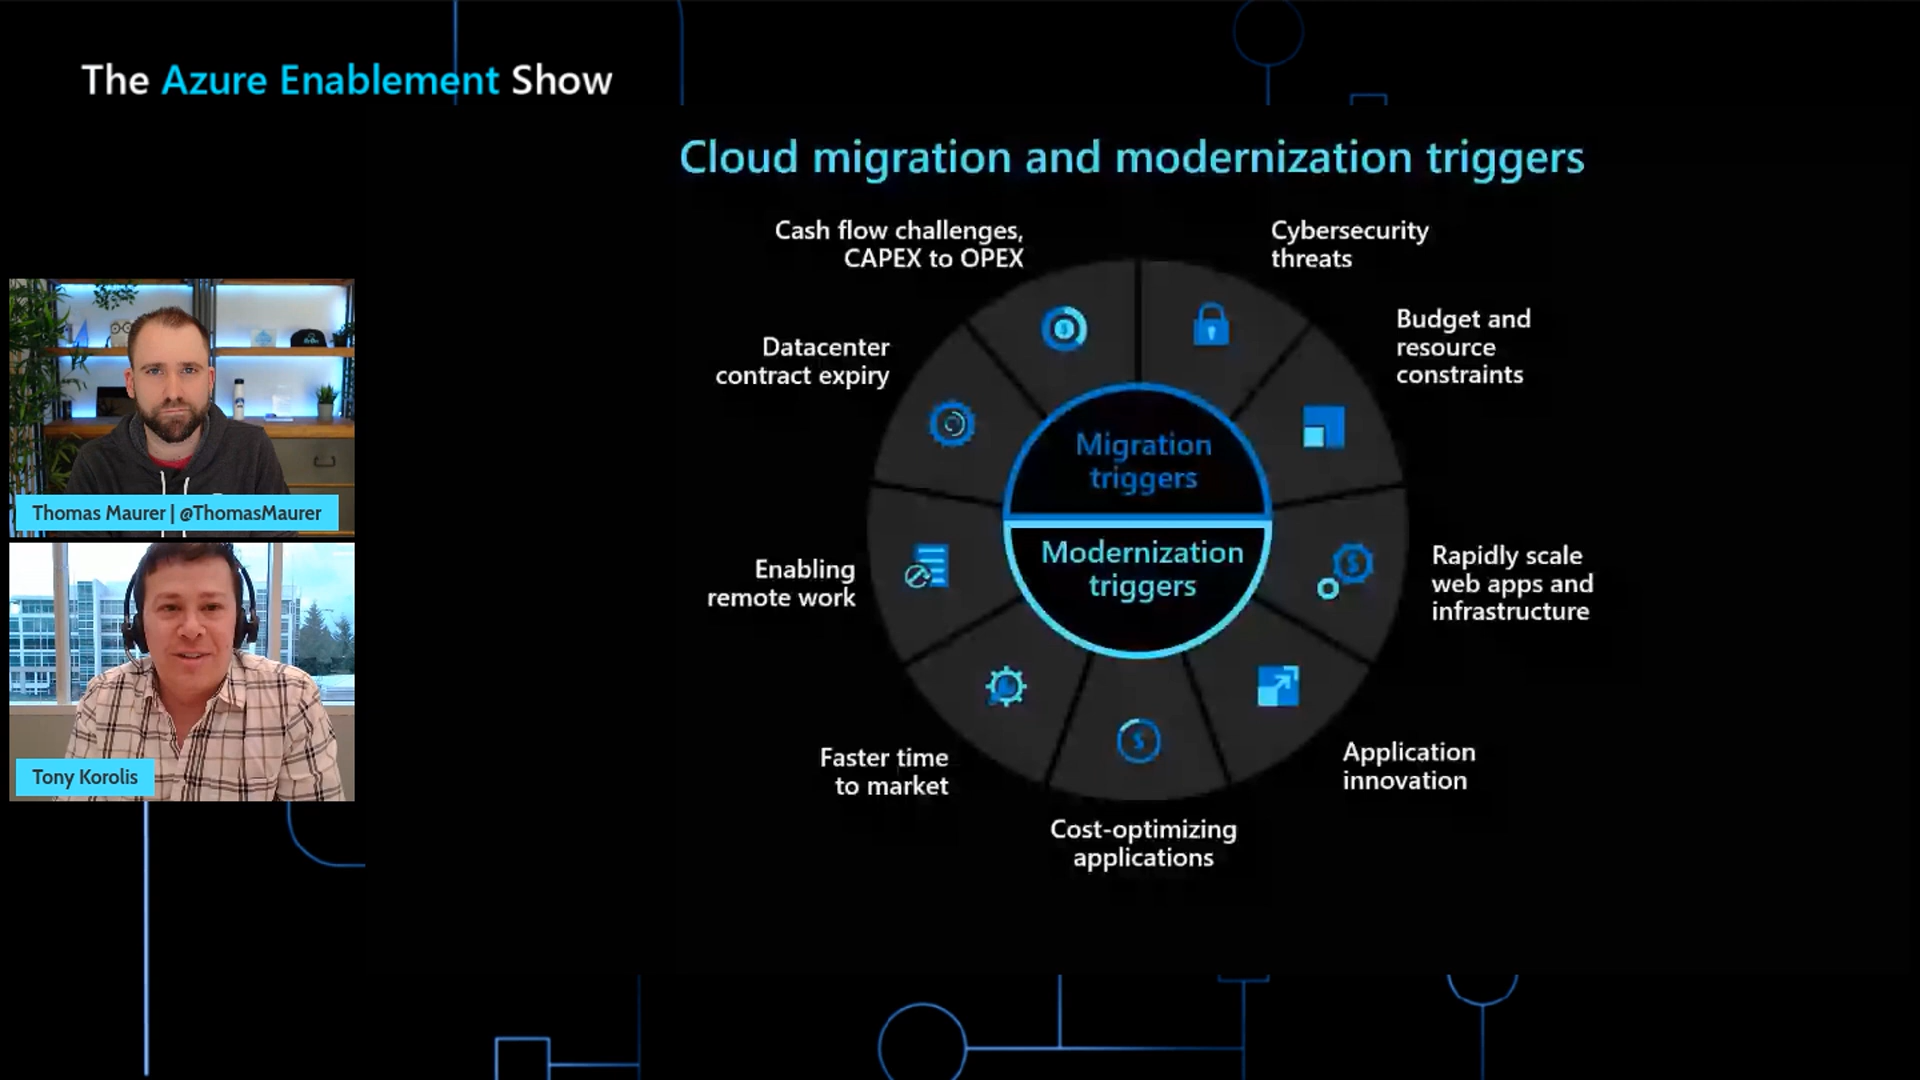 The Azure Enablement Show
Cloud migration and modernization triggers
Cash flow challenges,
CAPEX to OPEX
Cybersecurity
threats
Budget and
resource
constraints
Datacenter
contract expiry
Migration
triggers
Modernization
triggers
Enabling
remote work
Rapidly scale
web apps and
infrastructure
Faster time
to market
Application
innovation
Cost-optimizing
applications
Thomas Maurer | @ThomasMaurer
Tony Korolis